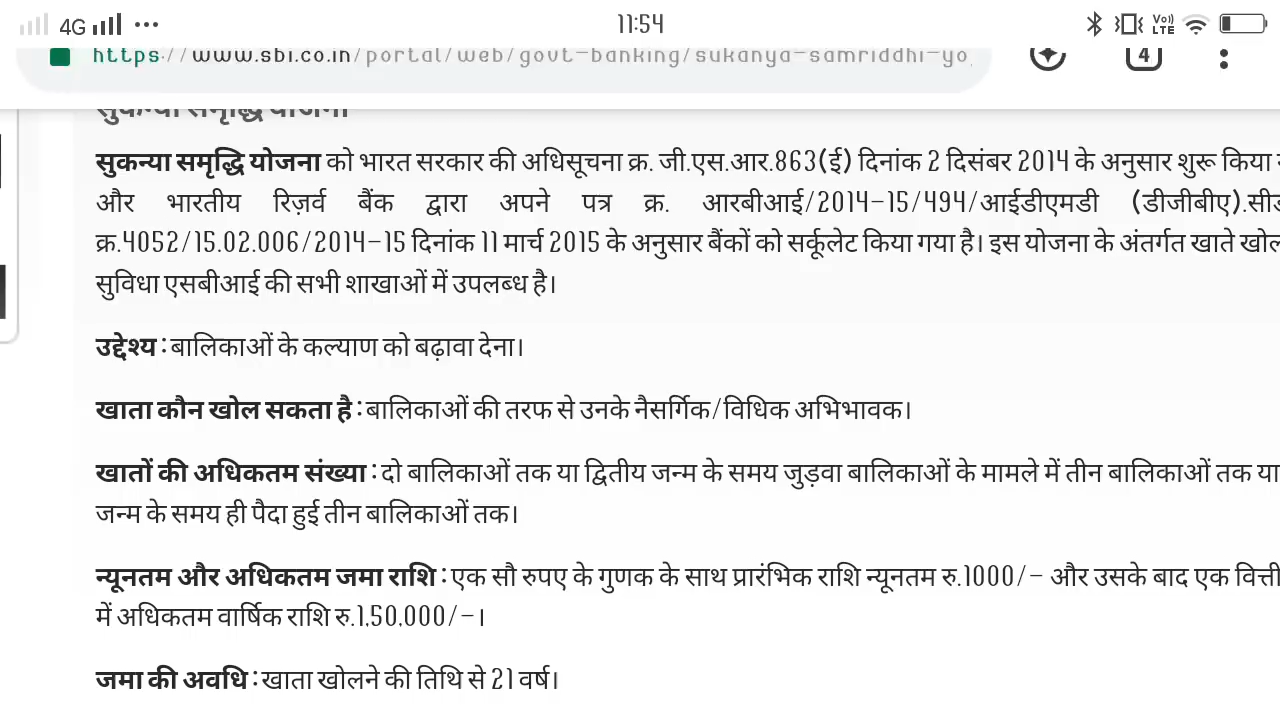 4G
11:54
Vo)) LTE
https://www.sbi.co.in/portal/web/govt-banking/sukanya-samriddhi-yo
4
सुकन्या समृद्धि योजना
सुकन्या समृद्धि योजना को भारत सरकार की अधिसूचना क्र. जी.एस.आर.863(ई) दिनांक 2 दिसंबर 2014 के अनुसार शुरू किया
और भारतीय रिज़र्व बैंक द्वारा अपने पत्र क्र. आरबीआई/2014-15/494/आईडीएमडी (डीजीबीए).सीड
क्र.4052/15.02.006/2014-15 दिनांक 11 मार्च 2015 के अनुसार बैंकों को सर्कूलेट किया गया है। इस योजना के अंतर्गत खाते खोल
सुविधा एसबीआई की सभी शाखाओं में उपलब्ध है।
उद्देश्य :बालिकाओं के कल्याण को बढ़ावा देना।
खाता कौन खोल सकता है :बालिकाओं की तरफ से उनके नैसर्गिक/विधिक अभिभावक।
खातों की अधिकतम संख्या :दो बालिकाओं तक या द्वितीय जन्म के समय जुड़वा बालिकाओं के मामले में तीन बालिकाओं तक या
जन्म के समय ही पैदा हुई तीन बालिकाओं तक।
न्यूनतम और अधिकतम जमा राशि :एक सौ रुपए के गुणक के साथ प्रारंभिक राशि न्यूनतम रु.1000/- और उसके बाद एक वित्ती
में अधिकतम वार्षिक राशि रु.1,50,000/-।
जमा की अवधि :खाता खोलने की तिथि से 21 वर्ष।